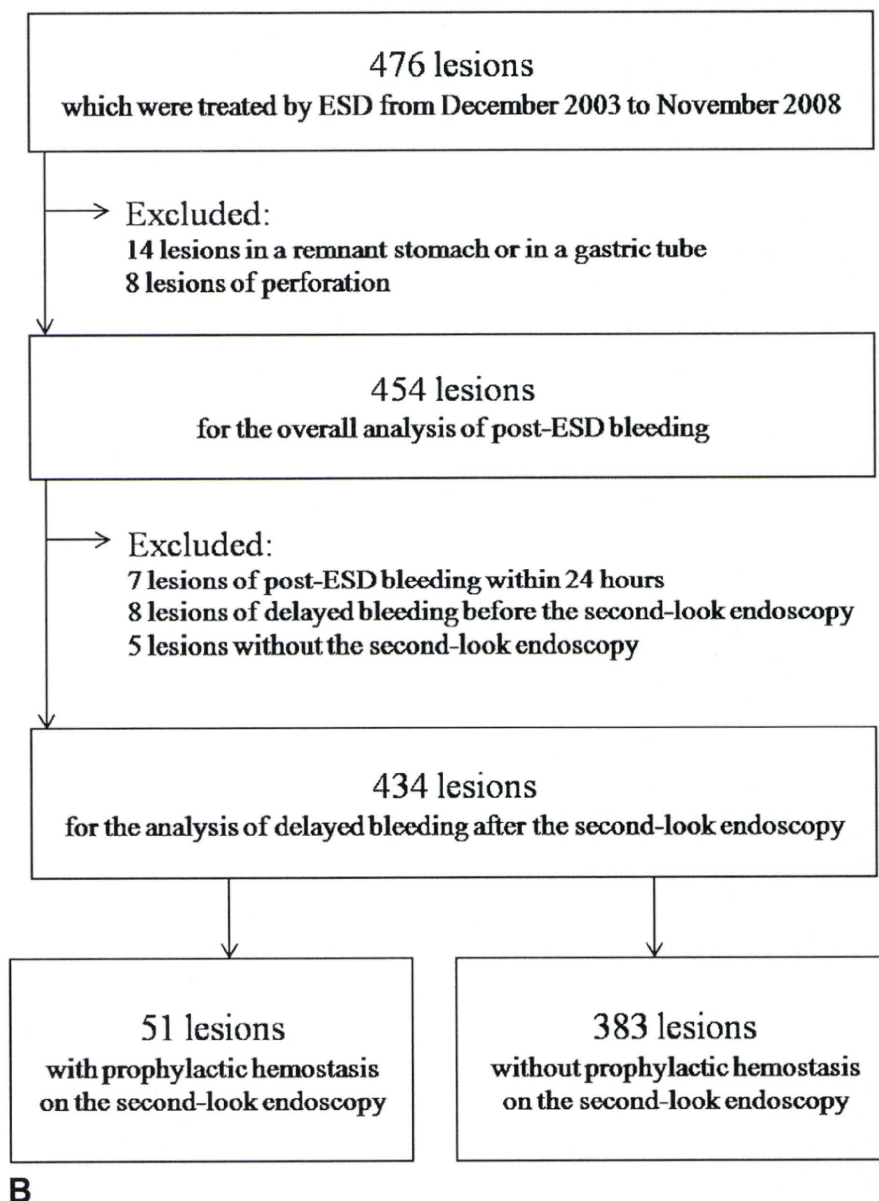 476 lesions
which were treated by ESD from December 2003 to November 2008
Excluded:
14 lesions in a remnant stomach or in a gastric tube
8 lesions of perforation
454 lesions
for the overall analysis of post-ESD bleeding
Excluded:
7 lesions of post-ESD bleeding within 24 hours
8 lesions of delayed bleeding before the second-look endoscopy
5 lesions without the second-look endoscopy
434 lesions
for the analysis of delayed bleeding after the second-look endoscopy
51 lesions
with prophylactic hemostasis
on the second-look endoscopy
383 lesions
without prophylactic hemostasis
on the second-look endoscopy
B